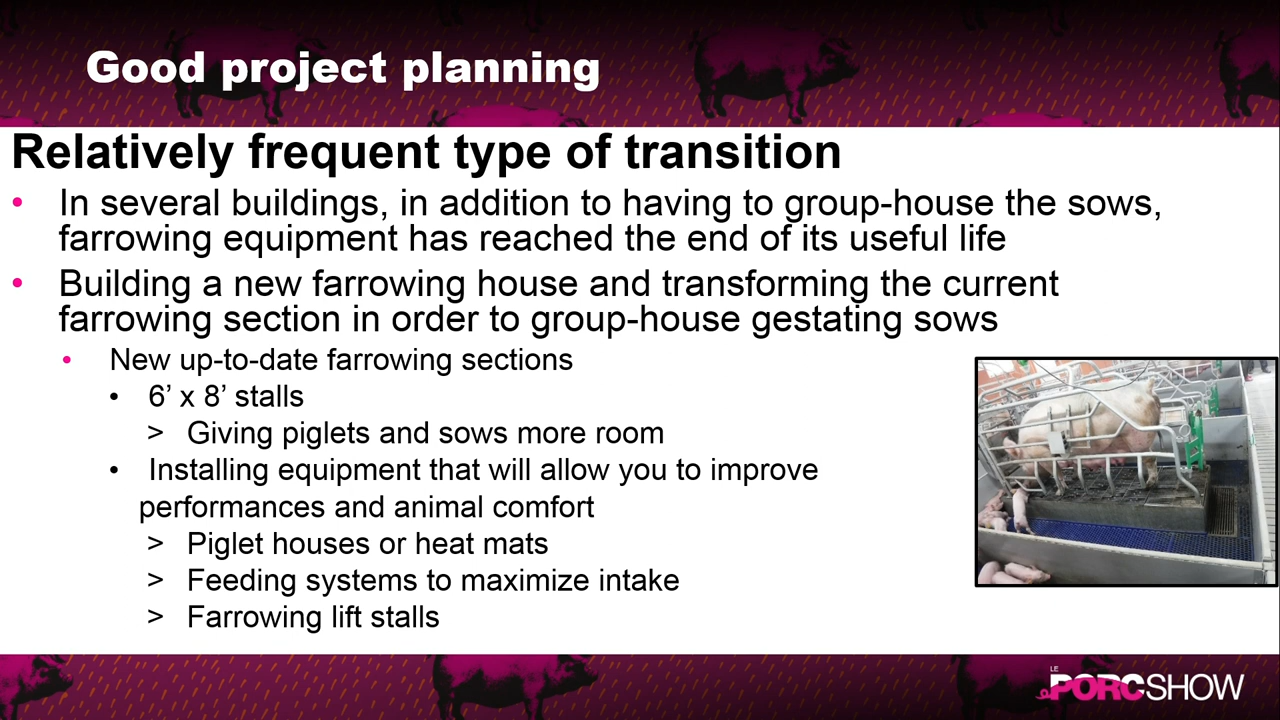 Good project planning
Relatively frequent type of transition
• In several buildings, in addition to having to group-house the sows,
farrowing equipment has reached the end of its useful life
• Building a new farrowing house and transforming the current
farrowing section in order to group-house gestating sows
• New up-to-date farrowing sections
• 6’ x 8’ stalls
> Giving piglets and sows more room
• Installing equipment that will allow you to improve
performances and animal comfort
> Piglet houses or heat mats
> Feeding systems to maximize intake
> Farrowing lift stalls
LE
PORCSHOW